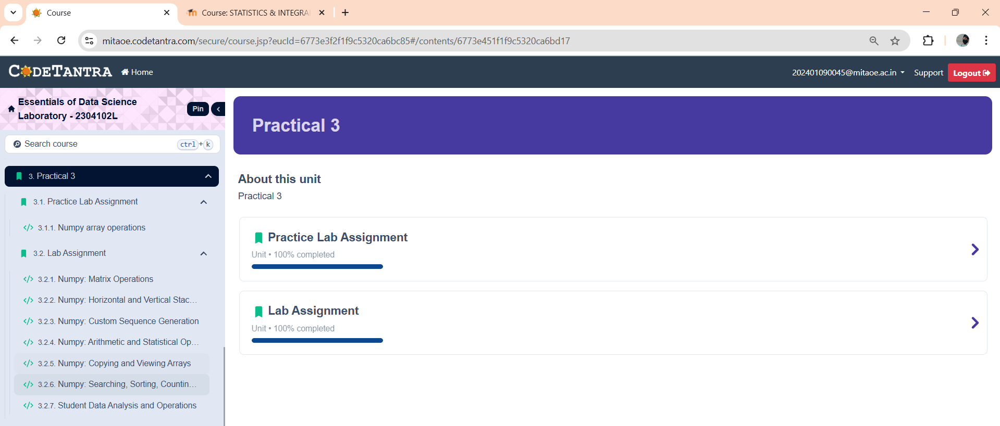 Course
Course: STATISTICS & INTEGRA
mitaoe.codetantra.com/secure/course.jsp?eucId=6773e3f2f1f9c5320ca6bc85#/contents/6773e451f1f9c5320ca6bd17
CODETANTRA
Home
202401090045@mitaoe.ac.in
Support
Logout
Essentials of Data Science
Laboratory - 2304102L
Pin
Search course
ctrl+k
3. Practical 3
3.1. Practice Lab Assignment
3.1.1. Numpy array operations
3.2. Lab Assignment
3.2.1. Numpy: Matrix Operations
3.2.2. Numpy: Horizontal and Vertical Stac...
3.2.3. Numpy: Custom Sequence Generation
3.2.4. Numpy: Arithmetic and Statistical Op...
3.2.5. Numpy: Copying and Viewing Arrays
3.2.6. Numpy: Searching, Sorting, Countin...
3.2.7. Student Data Analysis and Operations
Practical 3
About this unit
Practical 3
Practice Lab Assignment
Unit • 100% completed
Lab Assignment
Unit • 100% completed